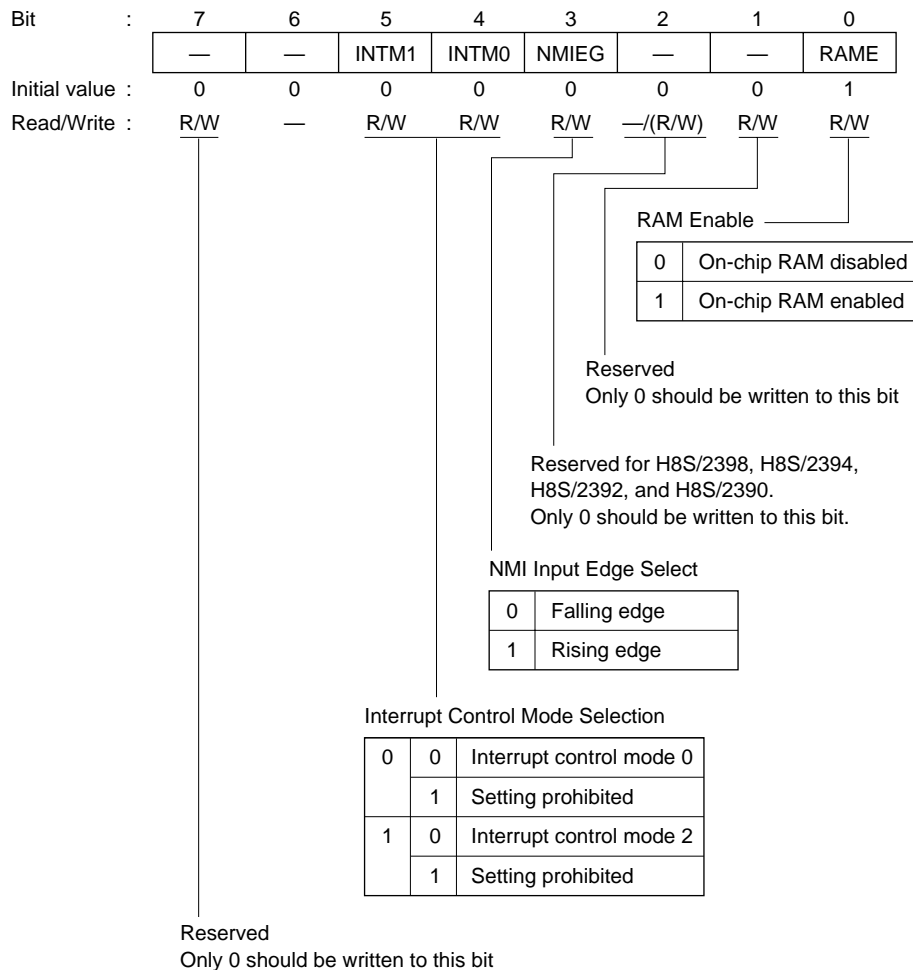 Bit : 7 6 5 4 3 2 1 0
— — INTM1 INTM0 NMIEG — — RAME
Initial value : 0 0 0 0 0 0 0 1
Read/Write : R/W — R/W R/W R/W —/(R/W) R/W R/W
RAM Enable
0 On-chip RAM disabled
1 On-chip RAM enabled
Reserved
Only 0 should be written to this bit
Reserved for H8S/2398, H8S/2394,
H8S/2392, and H8S/2390.
Only 0 should be written to this bit.
NMI Input Edge Select
0 Falling edge
1 Rising edge
Interrupt Control Mode Selection
0 0 Interrupt control mode 0
1 Setting prohibited
1 0 Interrupt control mode 2
1 Setting prohibited
Reserved
Only 0 should be written to this bit